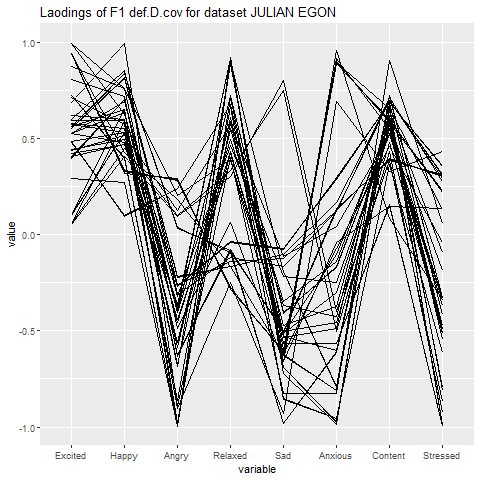 Laodings of F1 def.D.cov for dataset JULIAN EGON
1.0
0.5
0.0
-0.5
-1.0
value
Excited Happy Angry Relaxed Sad Anxious Content Stressed
variable